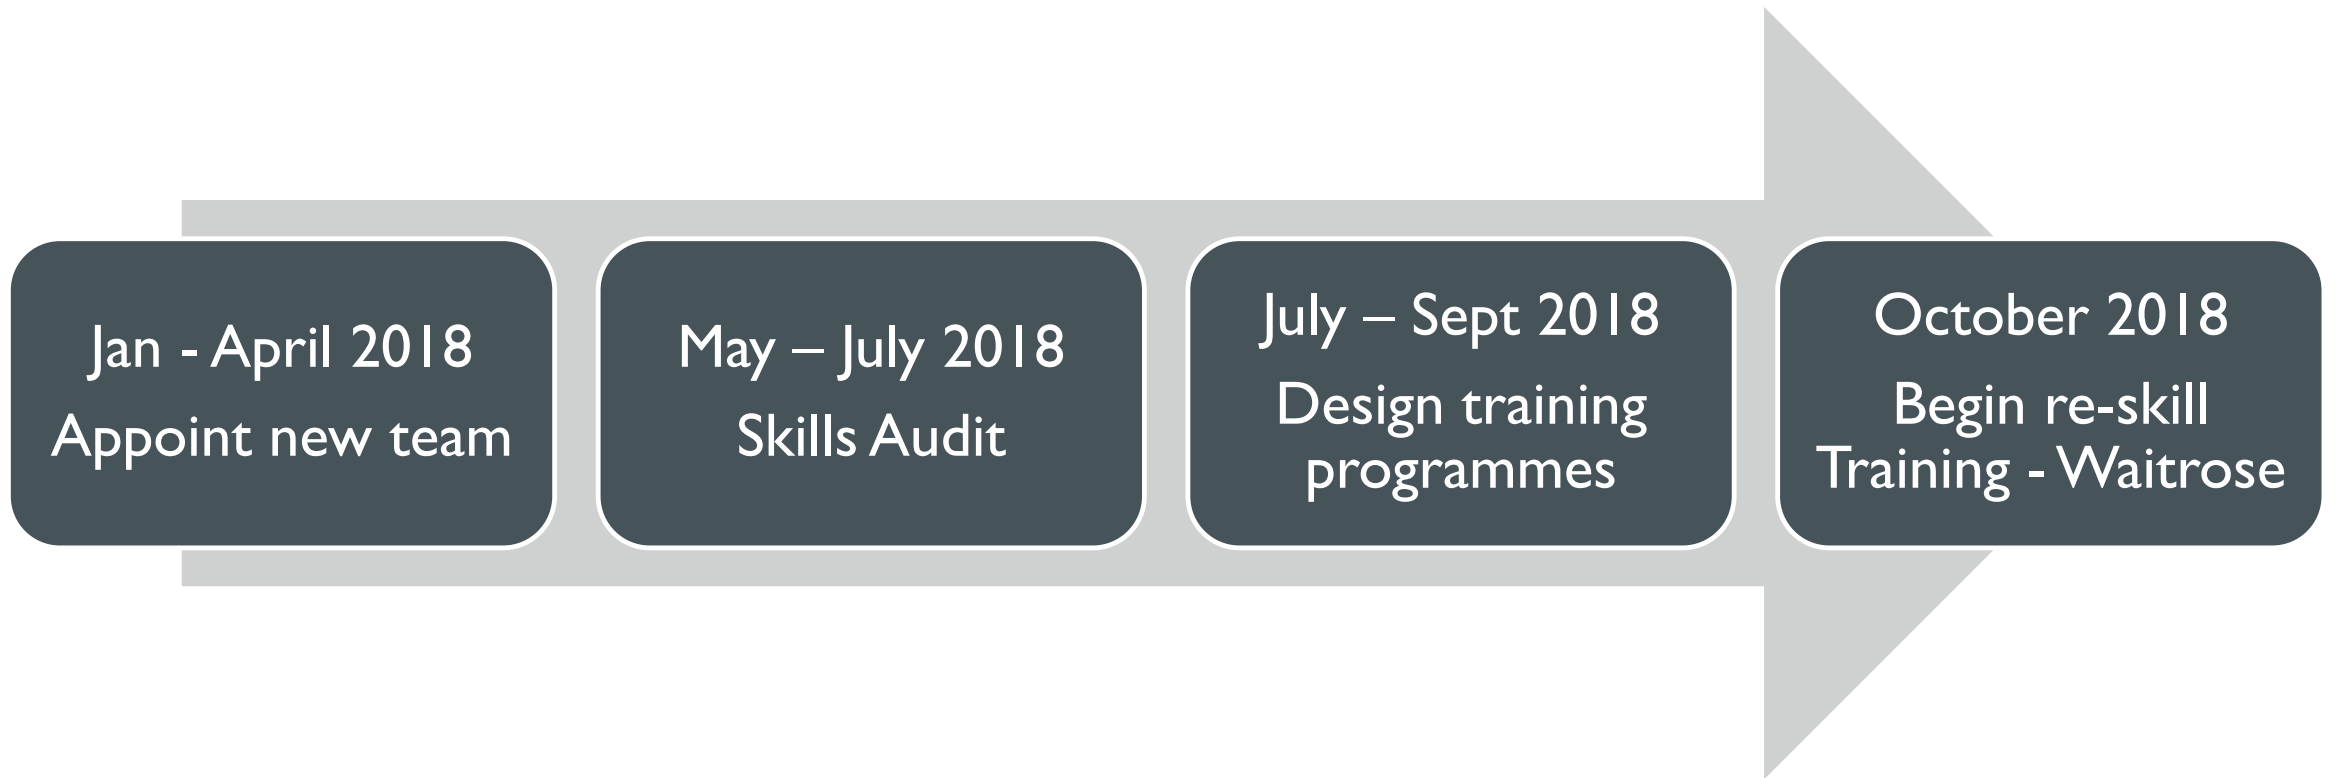 Jan - April 2018
Appoint new team
May – July 2018
Skills Audit
July – Sept 2018
Design training
programmes
October 2018
Begin re-skill
Training - Waitrose